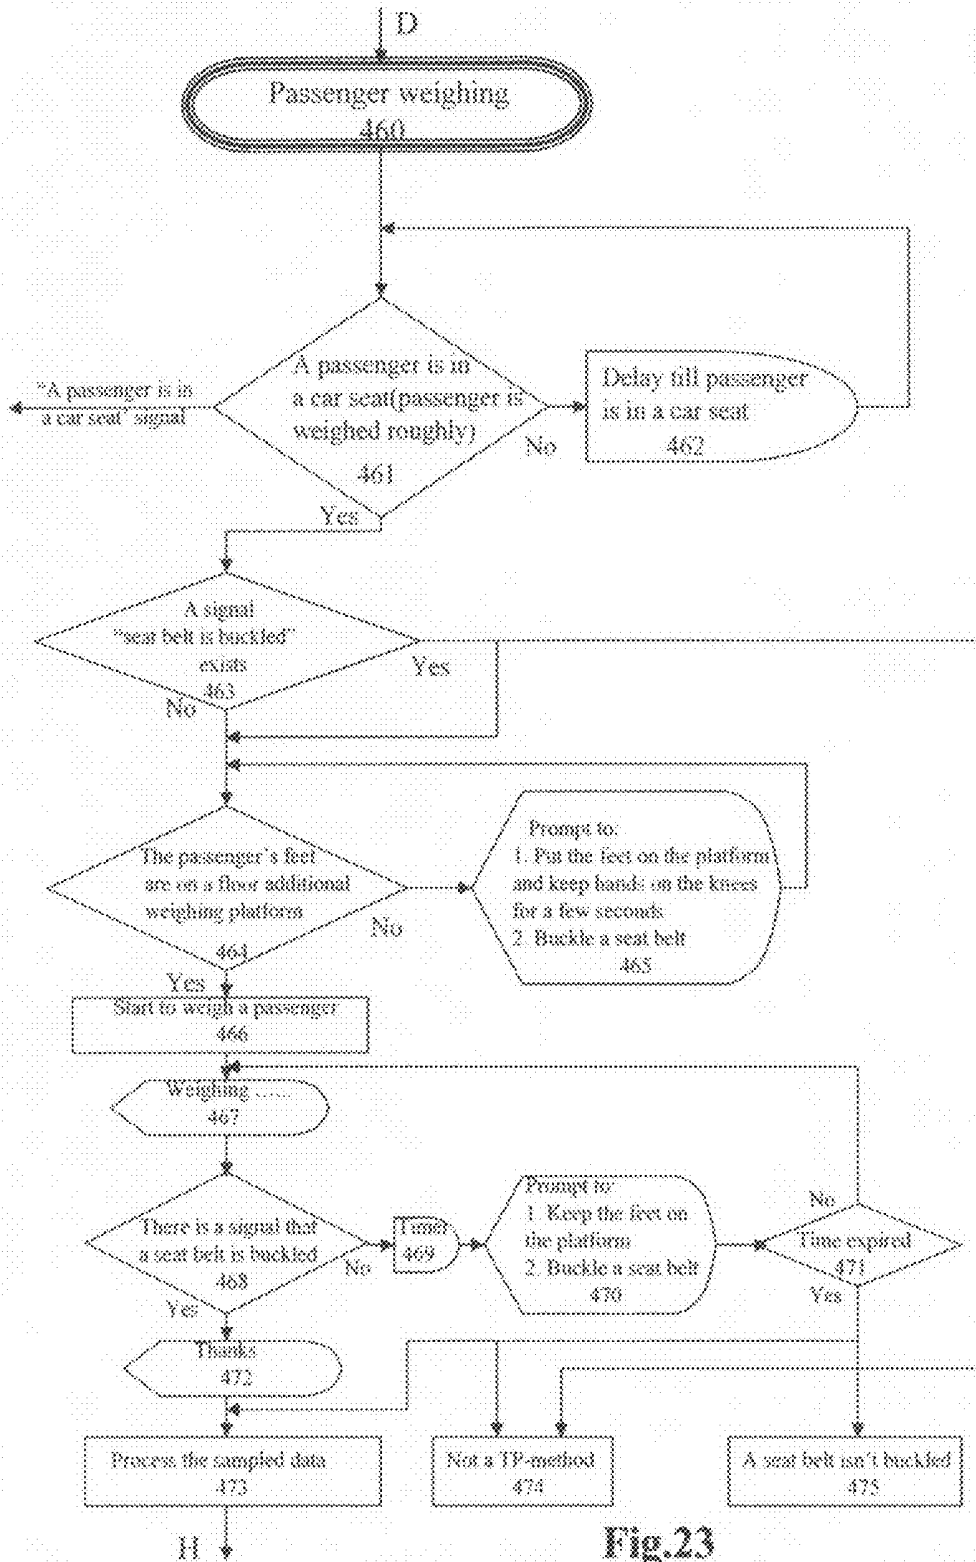 D
Passenger weighing
460
A passenger is in
a car seat(passenger is
weighed roughly)
461
"A passenger is in
a car seat" signal
No
Delay till passenger
is in a car seat
462
Yes
A signal
"seat belt is buckled"
exists
463
Yes
No
The passenger's feet
are on a floor additional
weighing platform
464
No
Prompt to:
1. Put the feet on the platform
and keep hands on the knees
for a few seconds
2. Buckle a seat belt
465
Yes
Start to weigh a passenger
466
Weighing ......
467
There is a signal that
a seat belt is buckled
468
No
Timer
469
Prompt to:
1. Keep the feet on
the platform
2. Buckle a seat belt
470
No
Time expired
471
Yes
Yes
Thanks
472
Process the sampled data
473
Not a TP-method
474
A seat belt isn't buckled
475
H
Fig.23